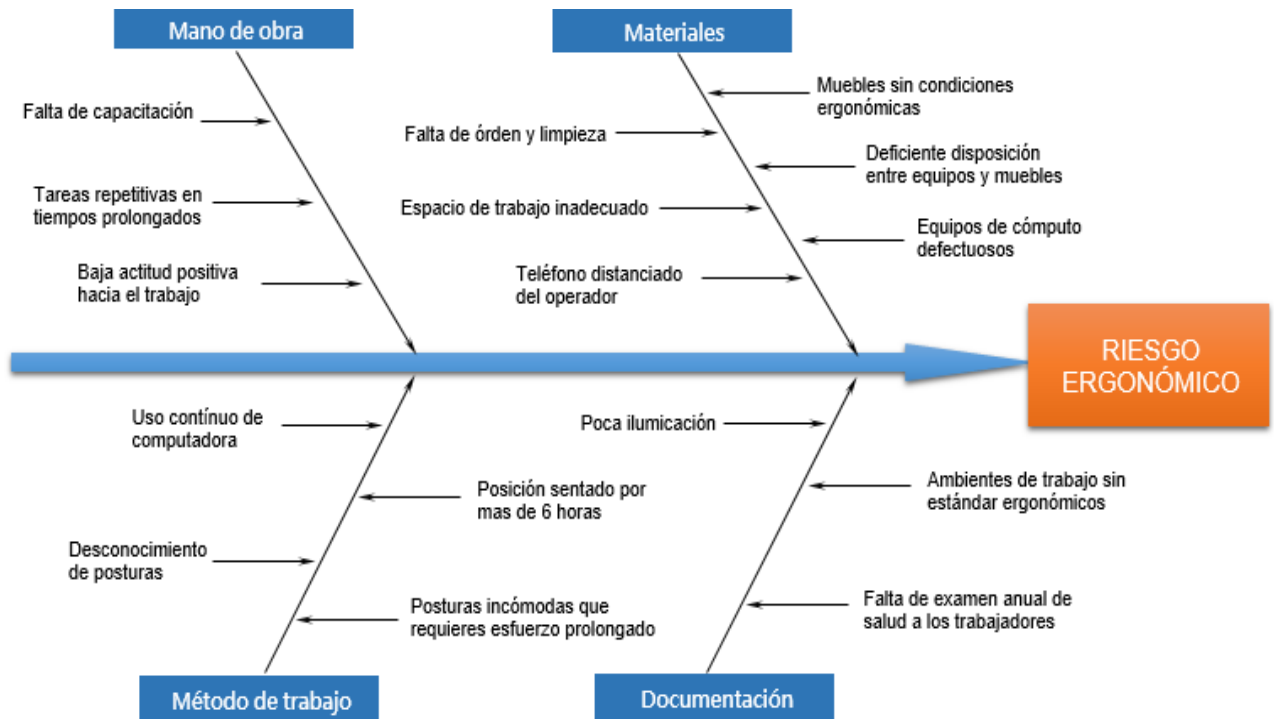 Mano de obra
Materiales
Falta de capacitación
Tareas repetitivas en
tiempos prolongados
Baja actitud positiva
hacia el trabajo
Muebles sin condiciones
ergonómicas
Falta de órden y limpieza
Deficiente disposición
entre equipos y muebles
Espacio de trabajo inadecuado
Equipos de cómputo
defectuosos
Teléfono distanciado
del operador
RIESGO
ERGONÓMICO
Uso contínuo de
computadora
Posición sentado por
mas de 6 horas
Desconocimiento
de posturas
Posturas incómodas que
requieres esfuerzo prolongado
Poca ilumicación
Ambientes de trabajo sin
estándar ergonómicos
Falta de examen anual de
salud a los trabajadores
Método de trabajo
Documentación